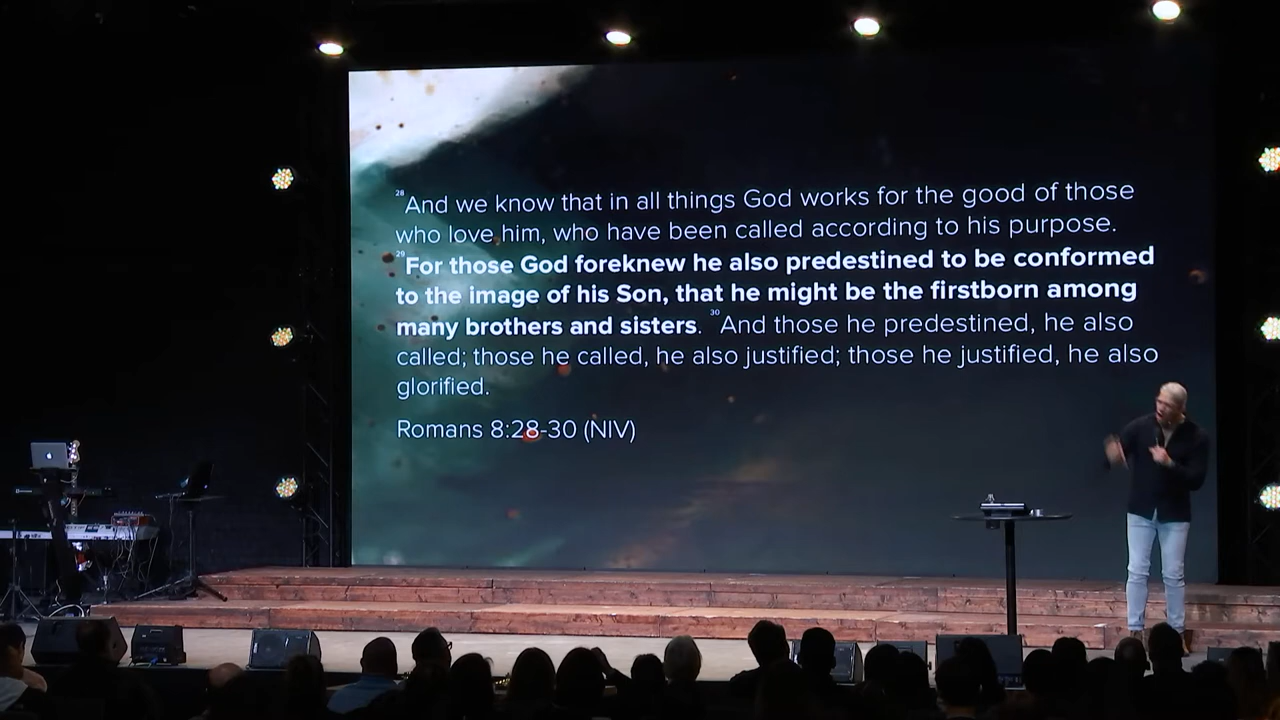 ²⁸And we know that in all things God works for the good of those
who love him, who have been called according to his purpose.
²⁹For those God foreknew he also predestined to be conformed
to the image of his Son, that he might be the firstborn among
many brothers and sisters. ³⁰And those he predestined, he also
called; those he called, he also justified; those he justified, he also
glorified.
Romans 8:28-30 (NIV)